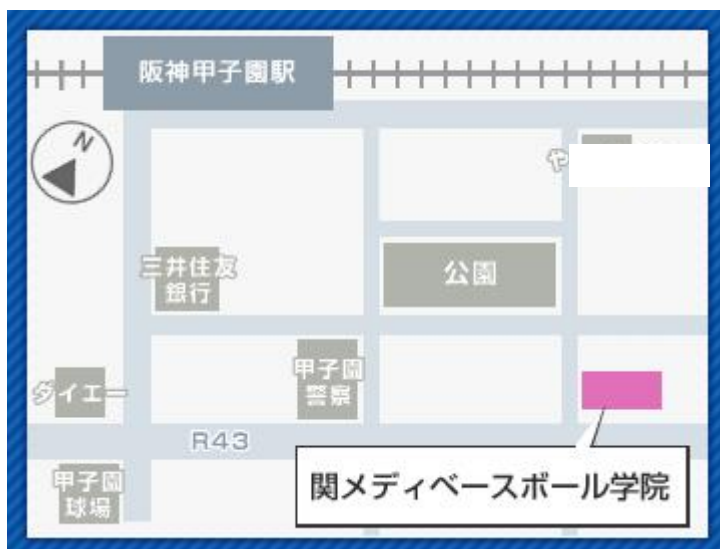 阪神甲子園駅
N
や
三井住友
銀行
公園
甲子園
警察
ダイエー
R43
甲子園
球場
関メディベースボール学院